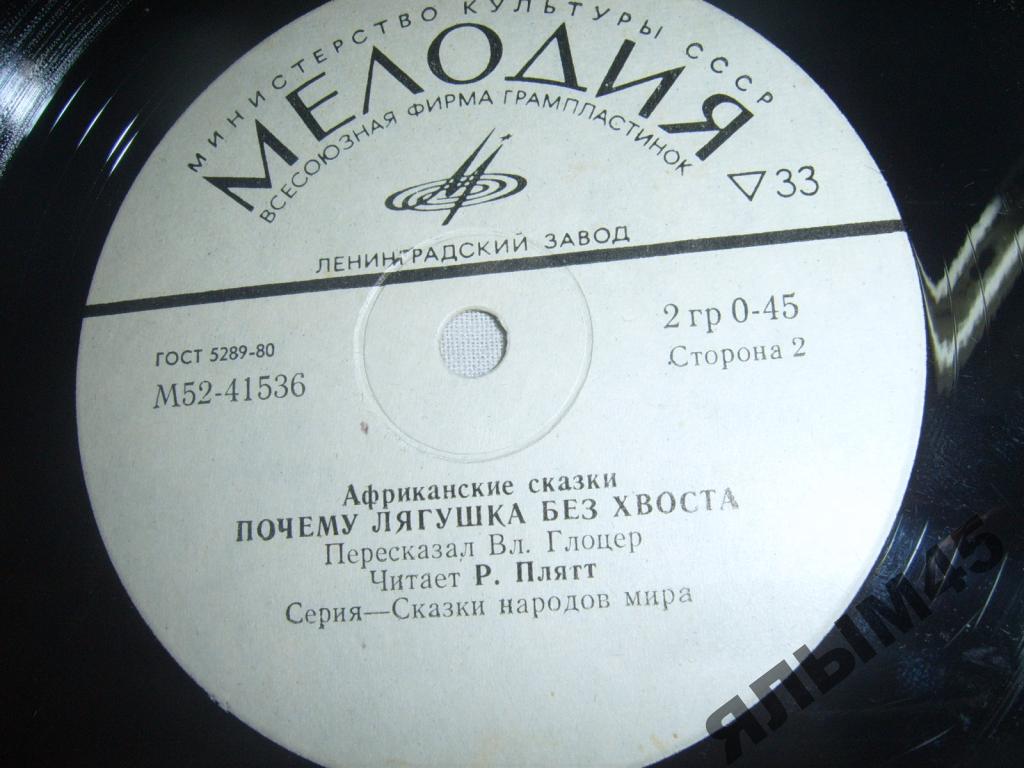 МИНИСТЕРСТВО КУЛЬТУРЫ СССР
МЕЛОДИЯ
ВСЕСОЮЗНАЯ ФИРМА ГРАМПЛАСТИНОК
33
ЛЕНИНГРАДСКИЙ ЗАВОД
2 гр 0-45
ГОСТ 5289-80
Сторона 2
М52-41536
Африканские сказки
ПОЧЕМУ ЛЯГУШКА БЕЗ ХВОСТА
Пересказал Вл. Глоцер
Читает Р. Плятт
Серия—Сказки народов мира
ЯЛЫМ45